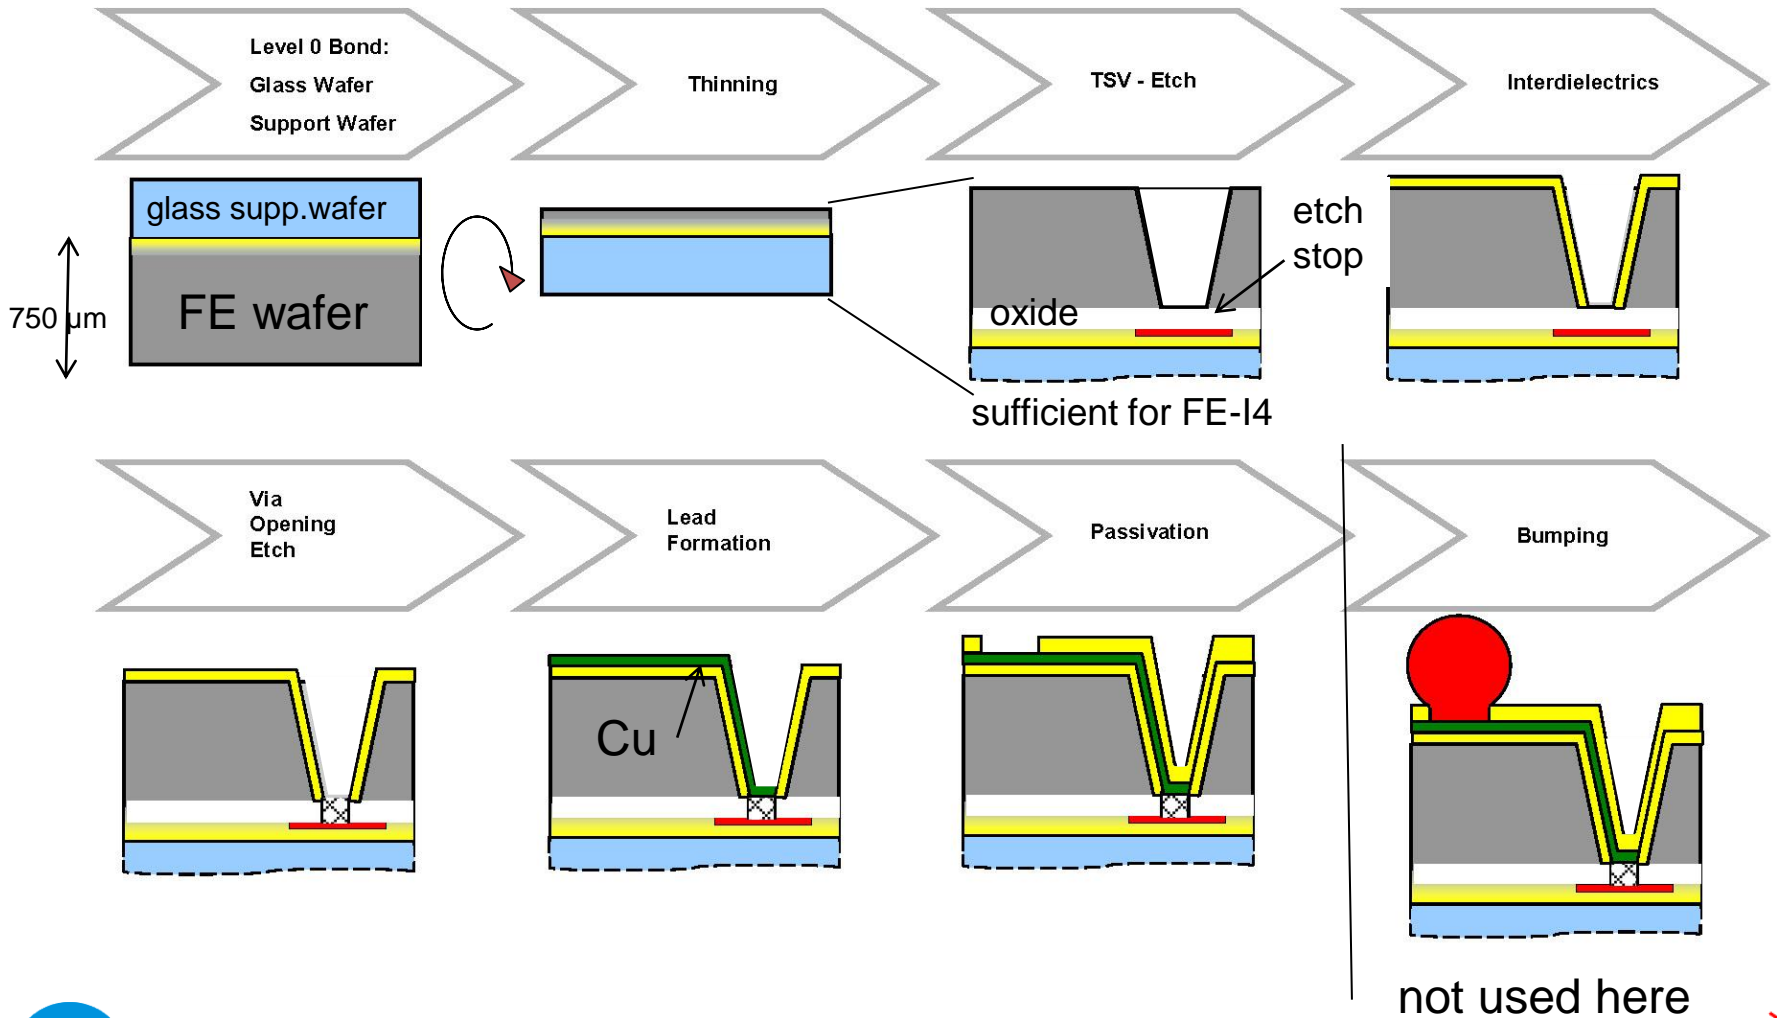 Level 0 Bond:
Glass Wafer
Support Wafer
Thinning
TSV - Etch
Interdielectrics
glass supp.wafer
FE wafer
750 µm
etch
stop
oxide
sufficient for FE-I4
Via
Opening
Etch
Lead
Formation
Passivation
Bumping
Cu
not used here